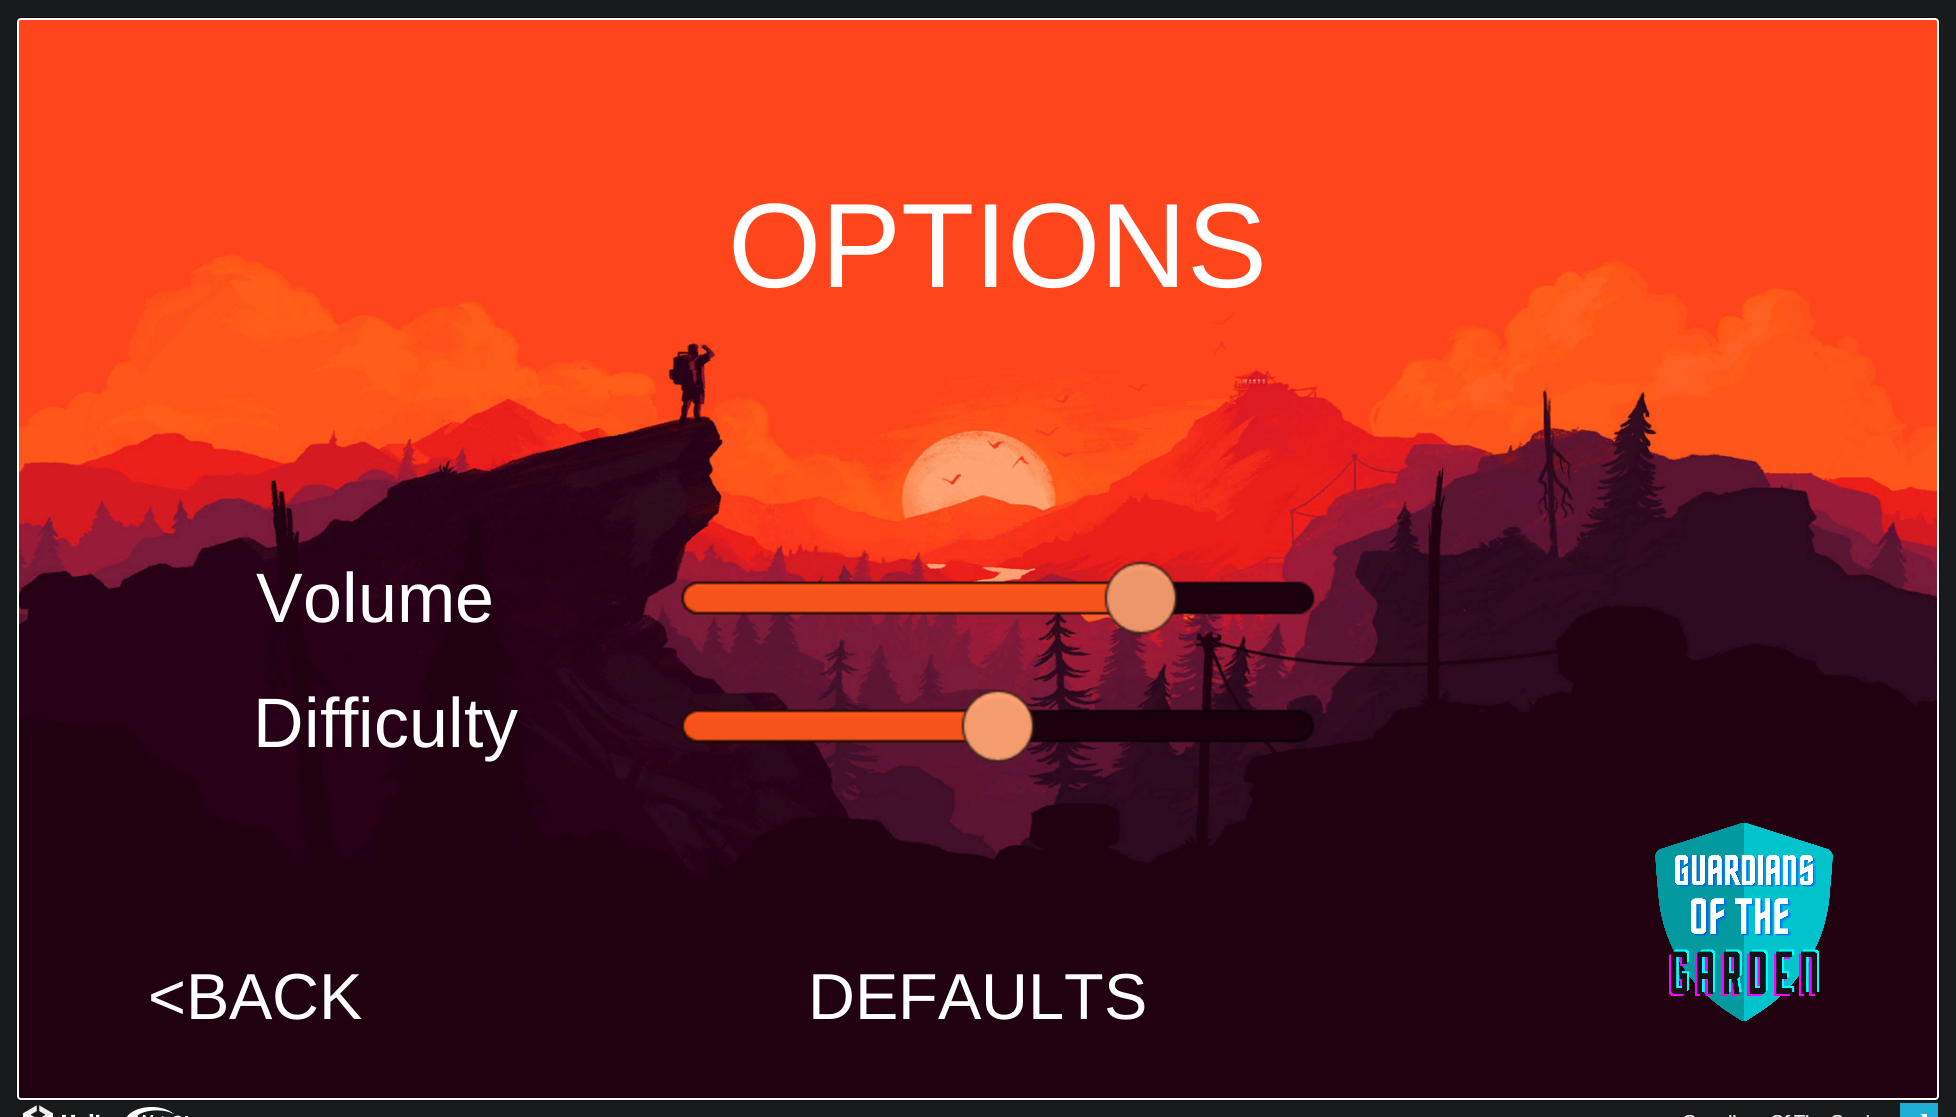 OPTIONS
Volume
Difficulty
GUARDIANS
OF THE
GARDEN
<BACK
DEFAULTS